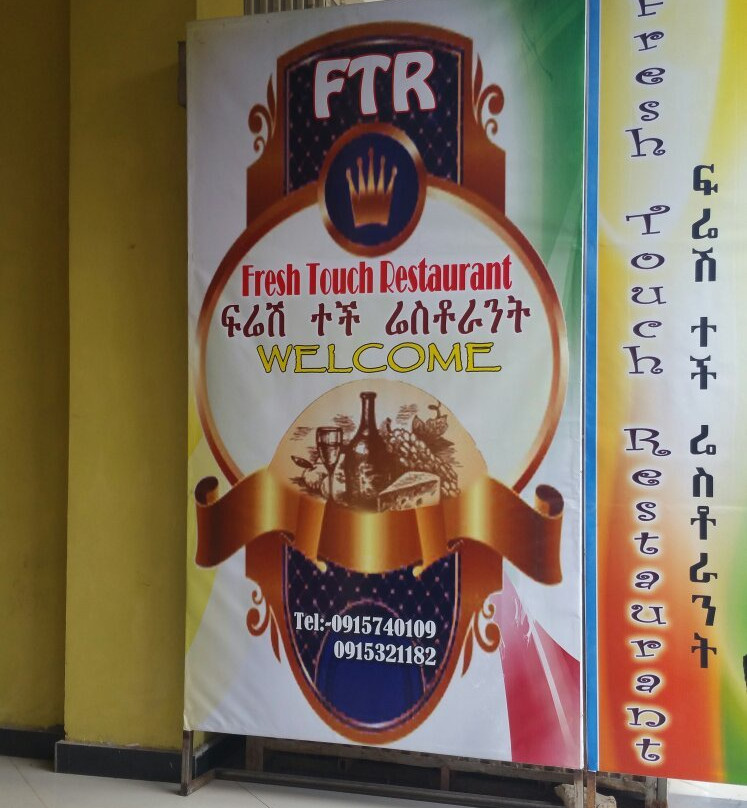 FTR
Fresh Touch Restaurant
ፍሬሽ ተች ሬስቶራንት
WELCOME
Tel:-0915740109
0915321182
Fresh Touch Restaurant
ፍሬሽ ተች ሬስቶራንት